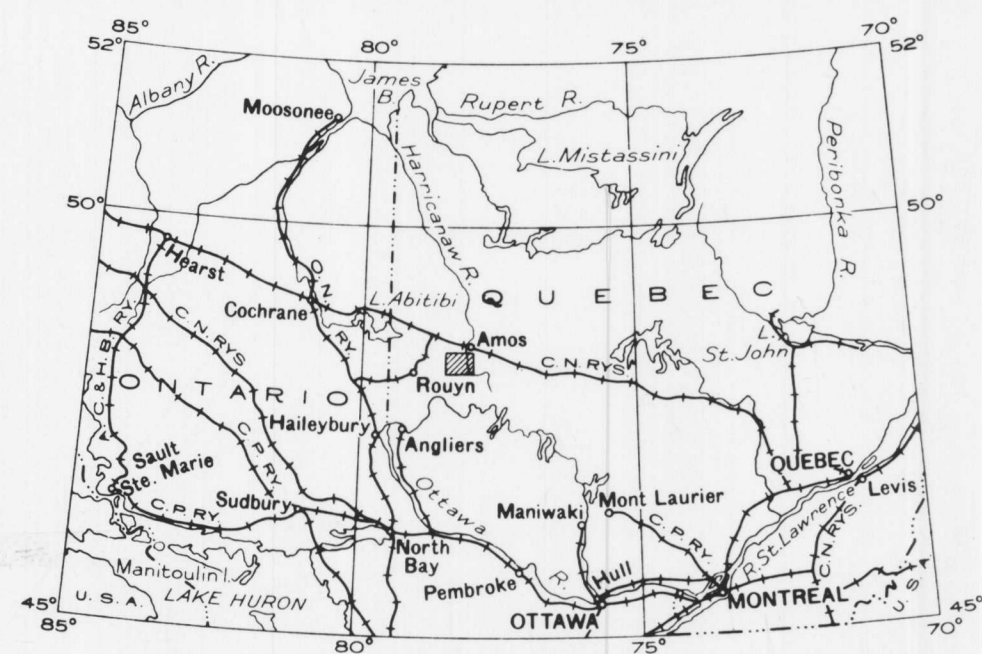 85°
52°
80°
75°
70°
52°
Albany R.
James
B.
Moosonee
Rupert R.
L. Mistassini
Peribonka R.
Harricanaw R.
50°
50°
Hearst
O. N. RY.
L. Abitibi
QUEBEC
Cochrane
A. C. & H. B. RY
C. N. RYS.
Amos
C. N. RYS.
L.
St. John
ONTARIO
Rouyn
Haileybury
Angliers
C. P. RY.
Sault
Ste. Marie
QUEBEC
Levis
Sudbury
C. P. RY
Ottawa R.
Maniwaki
Mont Laurier
C. P. RY.
R. St. Lawrence
C. N. RYS.
North
Bay
Manitoulin I.
Pembroke
Hull
U. S. A.
LAKE HURON
OTTAWA
MONTREAL
U. S. A.
45°
85°
80°
75°
70°
45°